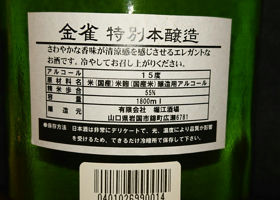 金雀 特別本醸造
さわやかな香味が清涼感を感じさせるエレガントな
お酒です。冷やしてお召し上がりください。
アルコール 15度
原材料名 米(国産)米麹(国産米)醸造用アルコール
精米歩合 55%
容量 1800ml
醸造元 有限会社 堀江酒場
山口県岩国市錦町広瀬6781
●保存方法 日本酒は非常にデリケートで、光、温度により品質が影響
を受けるため、できるだけ冷暗所で保存して下さい。
0401026990014